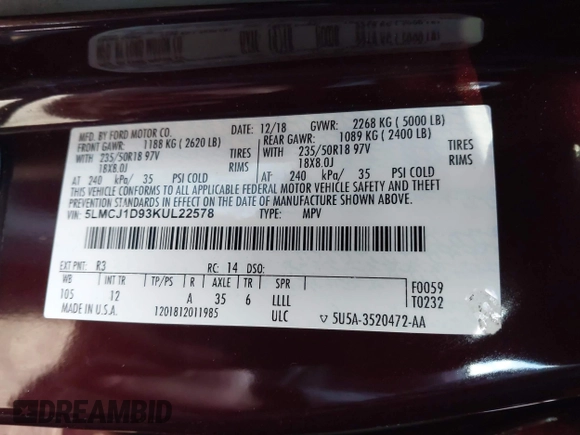 MFD. BY FORD MOTOR CO. DATE: 12/18 GVWR: 2268 KG ( 5000 LB)
FRONT GAWR: 1188 KG ( 2620 LB) REAR GAWR: 1089 KG ( 2400 LB)
WITH 235/50R18 97V TIRES WITH 235/50R18 97V TIRES
18X8.0J RIMS 18X8.0J RIMS
AT 240 kPa/ 35 PSI COLD AT 240 kPa/ 35 PSI COLD
THIS VEHICLE CONFORMS TO ALL APPLICABLE FEDERAL MOTOR VEHICLE SAFETY AND THEFT
PREVENTION STANDARDS IN EFFECT ON THE DATE OF MANUFACTURE SHOWN ABOVE.
VIN: 5LMCJ1D93KUL22578 TYPE: MPV
EXT PNT: R3 RC: 14 DSO:
WB INT TR TP/PS R AXLE TR SPR F0059
105 12 A 35 6 LLLL T0232
MADE IN U.S.A. 1201812011985 ULC ▽ 5U5A-3520472-AA
DREAMBID